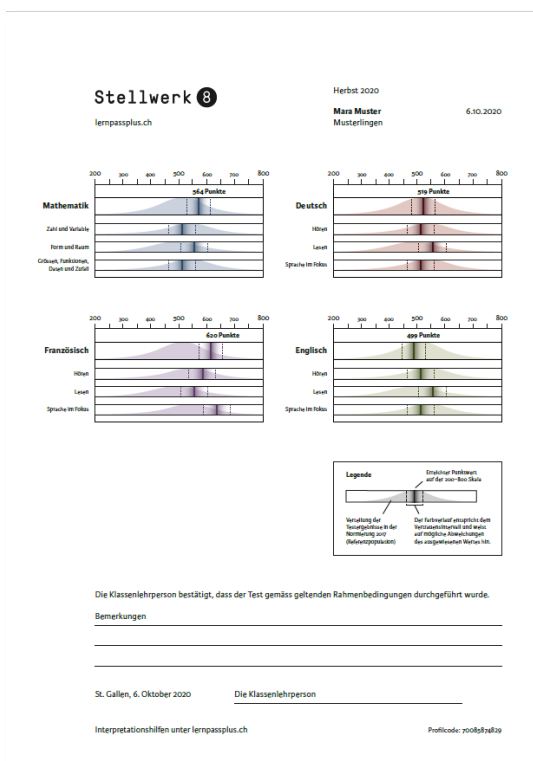 Stellwerk 8
lernpassplus.ch
Herbst 2020
Mara Muster 6.10.2020
Musterlingen
200 300 400 500 600 700 800
564 Punkte
Mathematik
Zahl und Variable
Form und Raum
Grössen, Funktionen,
Daten und Zufall
200 300 400 500 600 700 800
519 Punkte
Deutsch
Hören
Lesen
Sprache im Fokus
200 300 400 500 600 700 800
620 Punkte
Französisch
Hören
Lesen
Sprache im Fokus
200 300 400 500 600 700 800
499 Punkte
Englisch
Hören
Lesen
Sprache im Fokus
Legende
Erreichter Punktwert
auf der 200–800 Skala
Verteilung der
Testergebnisse in der
Normierung 2017
(Referenzpopulation)
Der Farbverlauf entspricht dem
Vertrauensintervall und weist
auf mögliche Abweichungen
des ausgewiesenen Wertes hin.
Die Klassenlehrperson bestätigt, dass der Test gemäss geltenden Rahmenbedingungen durchgeführt wurde.
Bemerkungen
St. Gallen, 6. Oktober 2020 Die Klassenlehrperson
Interpretationshilfen unter lernpassplus.ch Profilcode: 70085874829